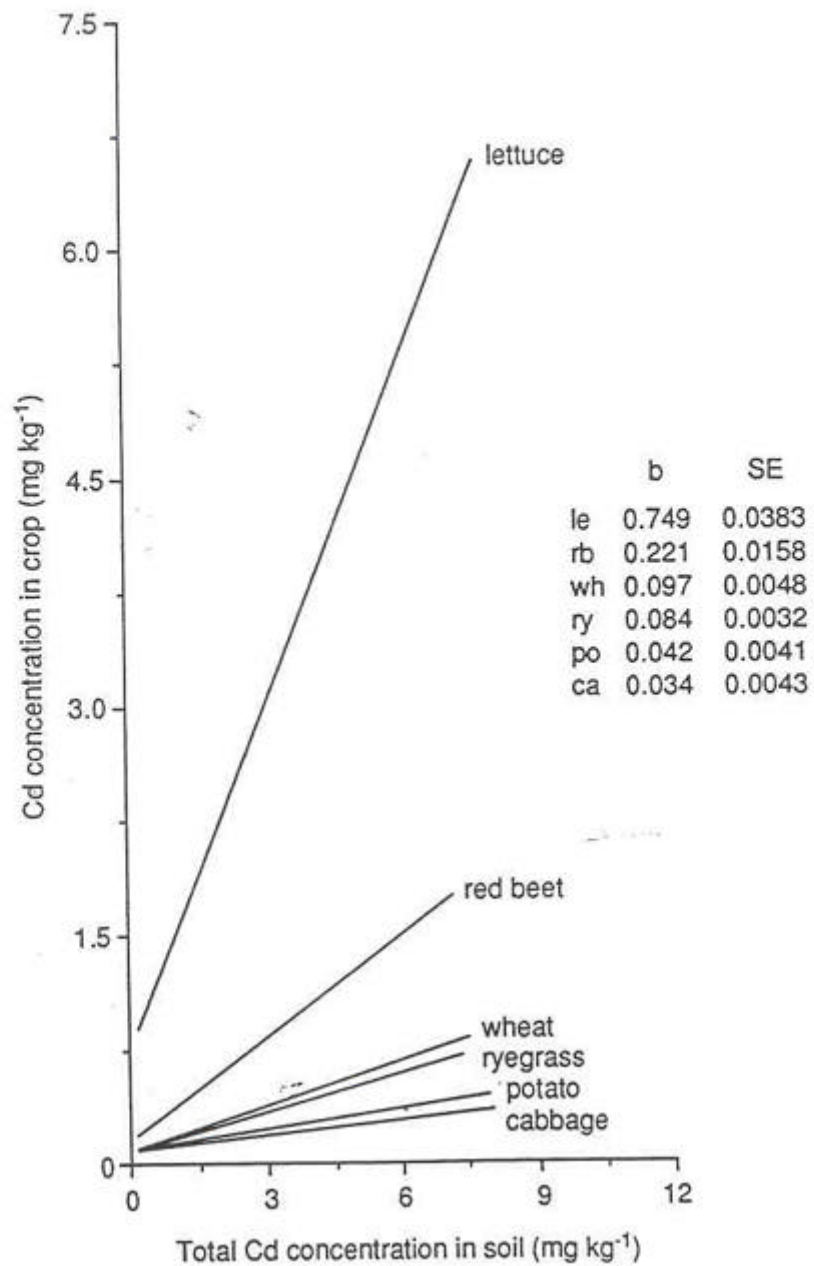 7.5
6.0
4.5
3.0
1.5
0
Cd concentration in crop (mg kg⁻¹)
lettuce
b SE
le 0.749 0.0383
rb 0.221 0.0158
wh 0.097 0.0048
ry 0.084 0.0032
po 0.042 0.0041
ca 0.034 0.0043
red beet
wheat
ryegrass
potato
cabbage
0 3 6 9 12
Total Cd concentration in soil (mg kg⁻¹)